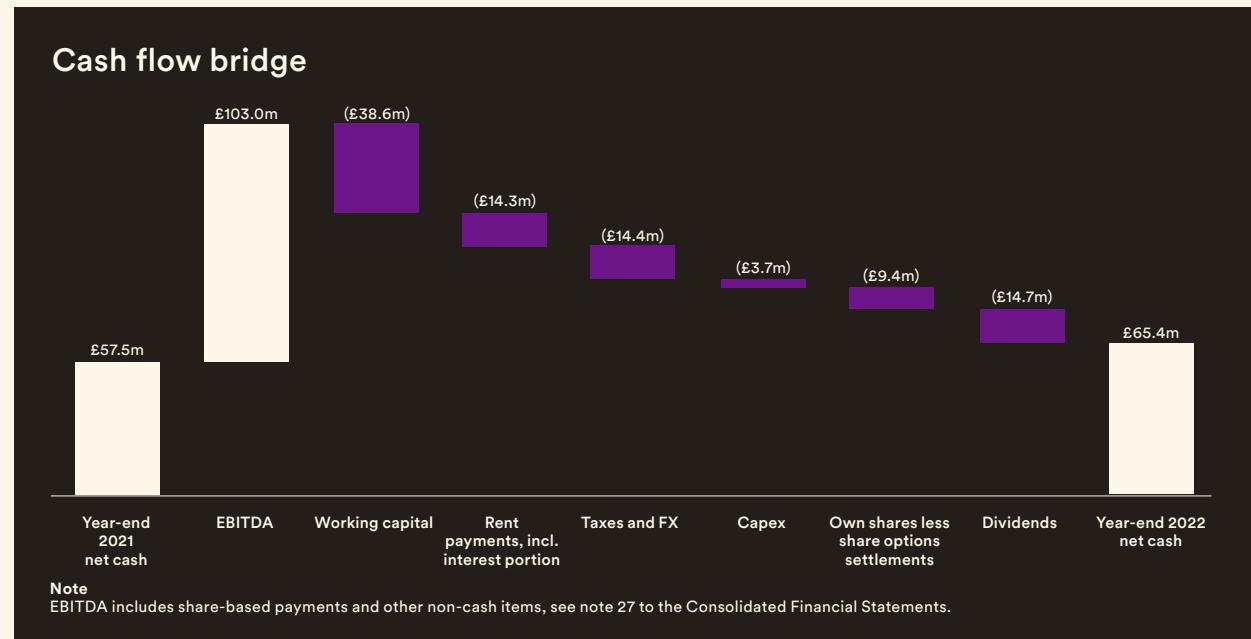 Cash flow bridge
£57.5m
£103.0m
(£38.6m)
(£14.3m)
(£14.4m)
(£3.7m)
(£9.4m)
(£14.7m)
£65.4m
Year-end
2021
net cash
EBITDA
Working capital
Rent
payments, incl.
interest portion
Taxes and FX
Capex
Own shares less
share options
settlements
Dividends
Year-end 2022
net cash
Note
EBITDA includes share-based payments and other non-cash items, see note 27 to the Consolidated Financial Statements.